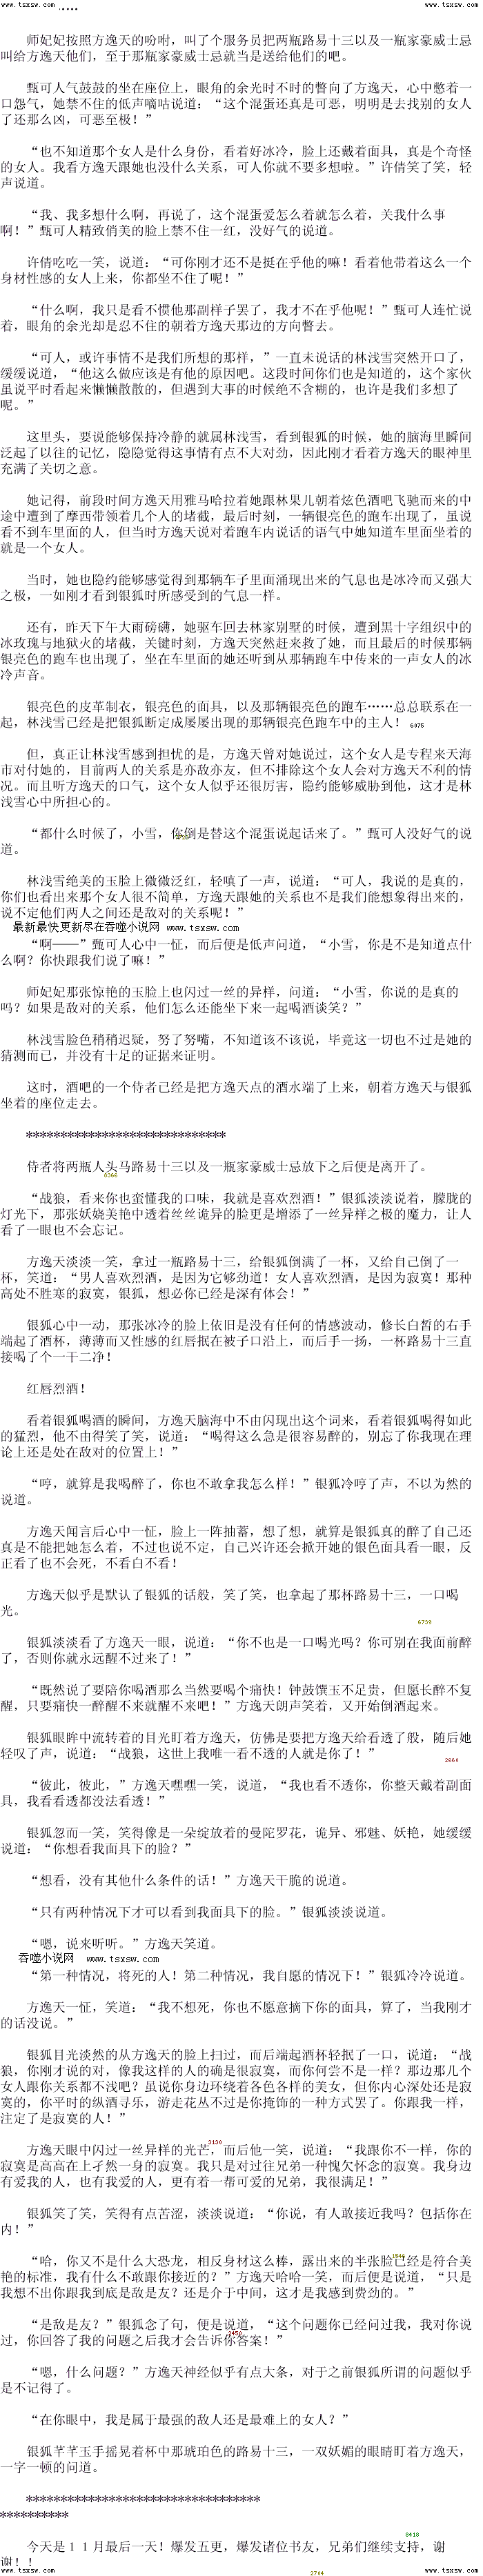 www.tsxsw.com .... www.tsxsw.com
师妃妃按照方逸天的吩咐，叫了个服务员把两瓶路易十三以及一瓶家豪威士忌
叫给方逸天他们，至于那瓶家豪威士忌就当是送给他们的吧。
甄可人气鼓鼓的坐在座位上，眼角的余光时不时的瞥向了方逸天，心中憋着一
口怨气，她禁不住的低声嘀咕说道：“这个混蛋还真是可恶，明明是去找别的女人
了还那么凶，可恶至极！”
“也不知道那个女人是什么身份，看着好冰冷，脸上还戴着面具，真是个奇怪
的女人。我看方逸天跟她也没什么关系，可人你就不要多想啦。”许倩笑了笑，轻
声说道。
“我、我多想什么啊，再说了，这个混蛋爱怎么着就怎么着，关我什么事
啊！”甄可人精致俏美的脸上禁不住一红，没好气的说道。
许倩吃吃一笑，说道：“可你刚才还不是挺在乎他的嘛！看着他带着这么一个
身材性感的女人上来，你都坐不住了呢！”
“什么啊，我只是看不惯他那副样子罢了，我才不在乎他呢！”甄可人连忙说
着，眼角的余光却是忍不住的朝着方逸天那边的方向瞥去。
“可人，或许事情不是我们所想的那样，”一直未说话的林浅雪突然开口了，
缓缓说道，“他这么做应该是有他的原因吧。这段时间你们也是知道的，这个家伙
虽说平时看起来懒懒散散的，但遇到大事的时候绝不含糊的，也许是我们多想了
呢。”
这里头，要说能够保持冷静的就属林浅雪，看到银狐的时候，她的脑海里瞬间
泛起了以往的记忆，隐隐觉得这事情有点不大对劲，因此刚才看着方逸天的眼神里
充满了关切之意。
她记得，前段时间方逸天用雅马哈拉着她跟林果儿朝着炫色酒吧飞驰而来的中
途中遭到了摩西带领着几个人的堵截，最后时刻，一辆银亮色的跑车出现了，虽说
看不到车里面的人，但当时方逸天说对着跑车内说话的语气中她知道车里面坐着的
就是一个女人。
当时，她也隐约能够感觉得到那辆车子里面涌现出来的气息也是冰冷而又强大
之极，一如刚才看到银狐时所感受到的气息一样。
还有，昨天下午大雨磅礴，她驱车回去林家别墅的时候，遭到黑十字组织中的
冰玫瑰与地狱火的堵截，关键时刻，方逸天突然赶来救了她，而且最后的时候那辆
银亮色的跑车也出现了，坐在车里面的她还听到从那辆跑车中传来的一声女人的冰
冷声音。
银亮色的皮革制衣，银亮色的面具，以及那辆银亮色的跑车……总总联系在一
起，林浅雪已经是把银狐断定成屡屡出现的那辆银亮色跑车中的主人！ 6075
但，真正让林浅雪感到担忧的是，方逸天曾对她说过，这个女人是专程来天海
市对付她的，目前两人的关系是亦敌亦友，但不排除这个女人会对方逸天不利的情
况。而且听方逸天的口气，这个女人似乎还很厉害，隐约能够威胁到他，这才是林
浅雪心中所担心的。
“都什么时候了，小雪，你倒是替这个混蛋说起话来了。”甄可人没好气的说
道。
林浅雪绝美的玉脸上微微泛红，轻嗔了一声，说道：“可人，我说的是真的，
你们也看出来那个女人很不简单，方逸天跟她的关系也不是我们能想象得出来的，
说不定他们两人之间还是敌对的关系呢！”
最新最快更新尽在吞噬小说网 www.tsxsw.com
“啊——”甄可人心中一怔，而后便是低声问道，“小雪，你是不是知道点什
么啊？你快跟我们说了嘛！”
师妃妃那张惊艳的玉脸上也闪过一丝的异样，问道：“小雪，你说的是真的
吗？如果是敌对的关系，他们怎么还能坐下来一起喝酒谈笑？”
林浅雪脸色稍稍迟疑，努了努嘴，不知道该不该说，毕竟这一切也不过是她的
猜测而已，并没有十足的证据来证明。
这时，酒吧的一个侍者已经是把方逸天点的酒水端了上来，朝着方逸天与银狐
坐着的座位走去。
*****************************
侍者将两瓶人头马路易十三以及一瓶家豪威士忌放下之后便是离开了。
8366
“战狼，看来你也蛮懂我的口味，我就是喜欢烈酒！”银狐淡淡说着，朦胧的
灯光下，那张妖娆美艳中透着丝丝诡异的脸更是增添了一丝异样之极的魔力，让人
看了一眼也不会忘记。
方逸天淡淡一笑，拿过一瓶路易十三，给银狐倒满了一杯，又给自己倒了一
杯，笑道：“男人喜欢烈酒，是因为它够劲道！女人喜欢烈酒，是因为寂寞！那种
高处不胜寒的寂寞，银狐，想必你已经是深有体会！”
银狐心中一动，那张冰冷的脸上依旧是没有任何的情感波动，修长白皙的右手
端起了酒杯，薄薄而又性感的红唇抿在被子口沿上，而后手一扬，一杯路易十三直
接喝了个一干二净！
红唇烈酒！
看着银狐喝酒的瞬间，方逸天脑海中不由闪现出这个词来，看着银狐喝得如此
的猛烈，他不由得笑了笑，说道：“喝得这么急是很容易醉的，别忘了你我现在理
论上还是处在敌对的位置上！”
“哼，就算是我喝醉了，你也不敢拿我怎么样！”银狐冷哼了声，不以为然的
说道。
方逸天闻言后心中一怔，脸上一阵抽蓄，想了想，就算是银狐真的醉了自己还
真是不能把她怎么着，不过也说不定，自己兴许还会掀开她的银色面具看一眼，反
正看了也不会死，不看白不看！
方逸天似乎是默认了银狐的话般，笑了笑，也拿起了那杯路易十三，一口喝
光。
6739
银狐淡淡看了方逸天一眼，说道：“你不也是一口喝光吗？你可别在我面前醉
了，否则你就永远醒不过来了！”
“既然说了要陪你喝酒那么当然要喝个痛快！钟鼓馔玉不足贵，但愿长醉不复
醒，只要痛快一醉醒不来就醒不来吧！”方逸天朗声笑着，又开始倒酒起来。
银狐眼眸中流转着的目光盯着方逸天，仿佛是要把方逸天给看透了般，随后她
轻叹了声，说道：“战狼，这世上我唯一看不透的人就是你了！”
2660
“彼此，彼此，”方逸天嘿嘿一笑，说道，“我也看不透你，你整天戴着副面
具，我看看透都没法看透！”
银狐忽而一笑，笑得像是一朵绽放着的曼陀罗花，诡异、邪魅、妖艳，她缓缓
说道：“你想看我面具下的脸？”
“想看，没有其他什么条件的话！”方逸天干脆的说道。
“只有两种情况下才可以看到我面具下的脸。”银狐淡淡说道。
“嗯，说来听听。”方逸天笑道。
吞噬小说网 www.tsxsw.com
“第一种情况，将死的人！第二种情况，我自愿的情况下！”银狐冷冷说道。
方逸天一怔，笑道：“我不想死，你也不愿意摘下你的面具，算了，当我刚才
的话没说。”
银狐目光淡然的从方逸天的脸上扫过，而后端起酒杯轻抿了一口，说道：“战
狼，你刚才说的对，像我这样的人的确是很寂寞，而你何尝不是一样？那边那几个
女人跟你关系都不浅吧？虽说你身边环绕着各色各样的美女，但你内心深处还是寂寞
的，你平时的纵酒寻乐，游走花丛不过是你掩饰的一种方式罢了。你跟我一样，
注定了是寂寞的人！”
3130
方逸天眼中闪过一丝异样的光芒，而后他一笑，说道：“我跟你不一样，你的
寂寞是高高在上孑然一身的寂寞。我只是对过往兄弟一种愧欠怀念的寂寞。我身边
有爱我的人，也有我爱的人，更有着一帮可爱的兄弟，我很满足！”
银狐笑了笑，笑得有点苦涩，淡淡说道：“你说，有人敢接近我吗？包括你在
内！”
“哈，你又不是什么大恐龙，相反身材这么棒，露出来的半张脸已经是符合美
艳的标准，我有什么不敢跟你接近的？”方逸天哈哈一笑，而后便是说道，“只是
我想不出你跟我到底是敌是友？还是介于中间，这才是我感到费劲的。”
“是敌是友？”银狐念了句，便是说道，“这个问题你已经问过我，我对你说
过，你回答了我的问题之后我才会告诉你答案！”
2450
“嗯，什么问题？”方逸天神经似乎有点大条，对于之前银狐所谓的问题似乎
是不记得了。
“在你眼中，我是属于最强的敌人还是最难上的女人？”
银狐芊芊玉手摇晃着杯中那琥珀色的路易十三，一双妖媚的眼睛盯着方逸天，
一字一顿的问道。
**********************************
**********
8418
今天是１１月最后一天！爆发五更，爆发诸位书友，兄弟们继续支持，谢
谢！！
www.tsxsw.com 2784 www.tsxsw.com